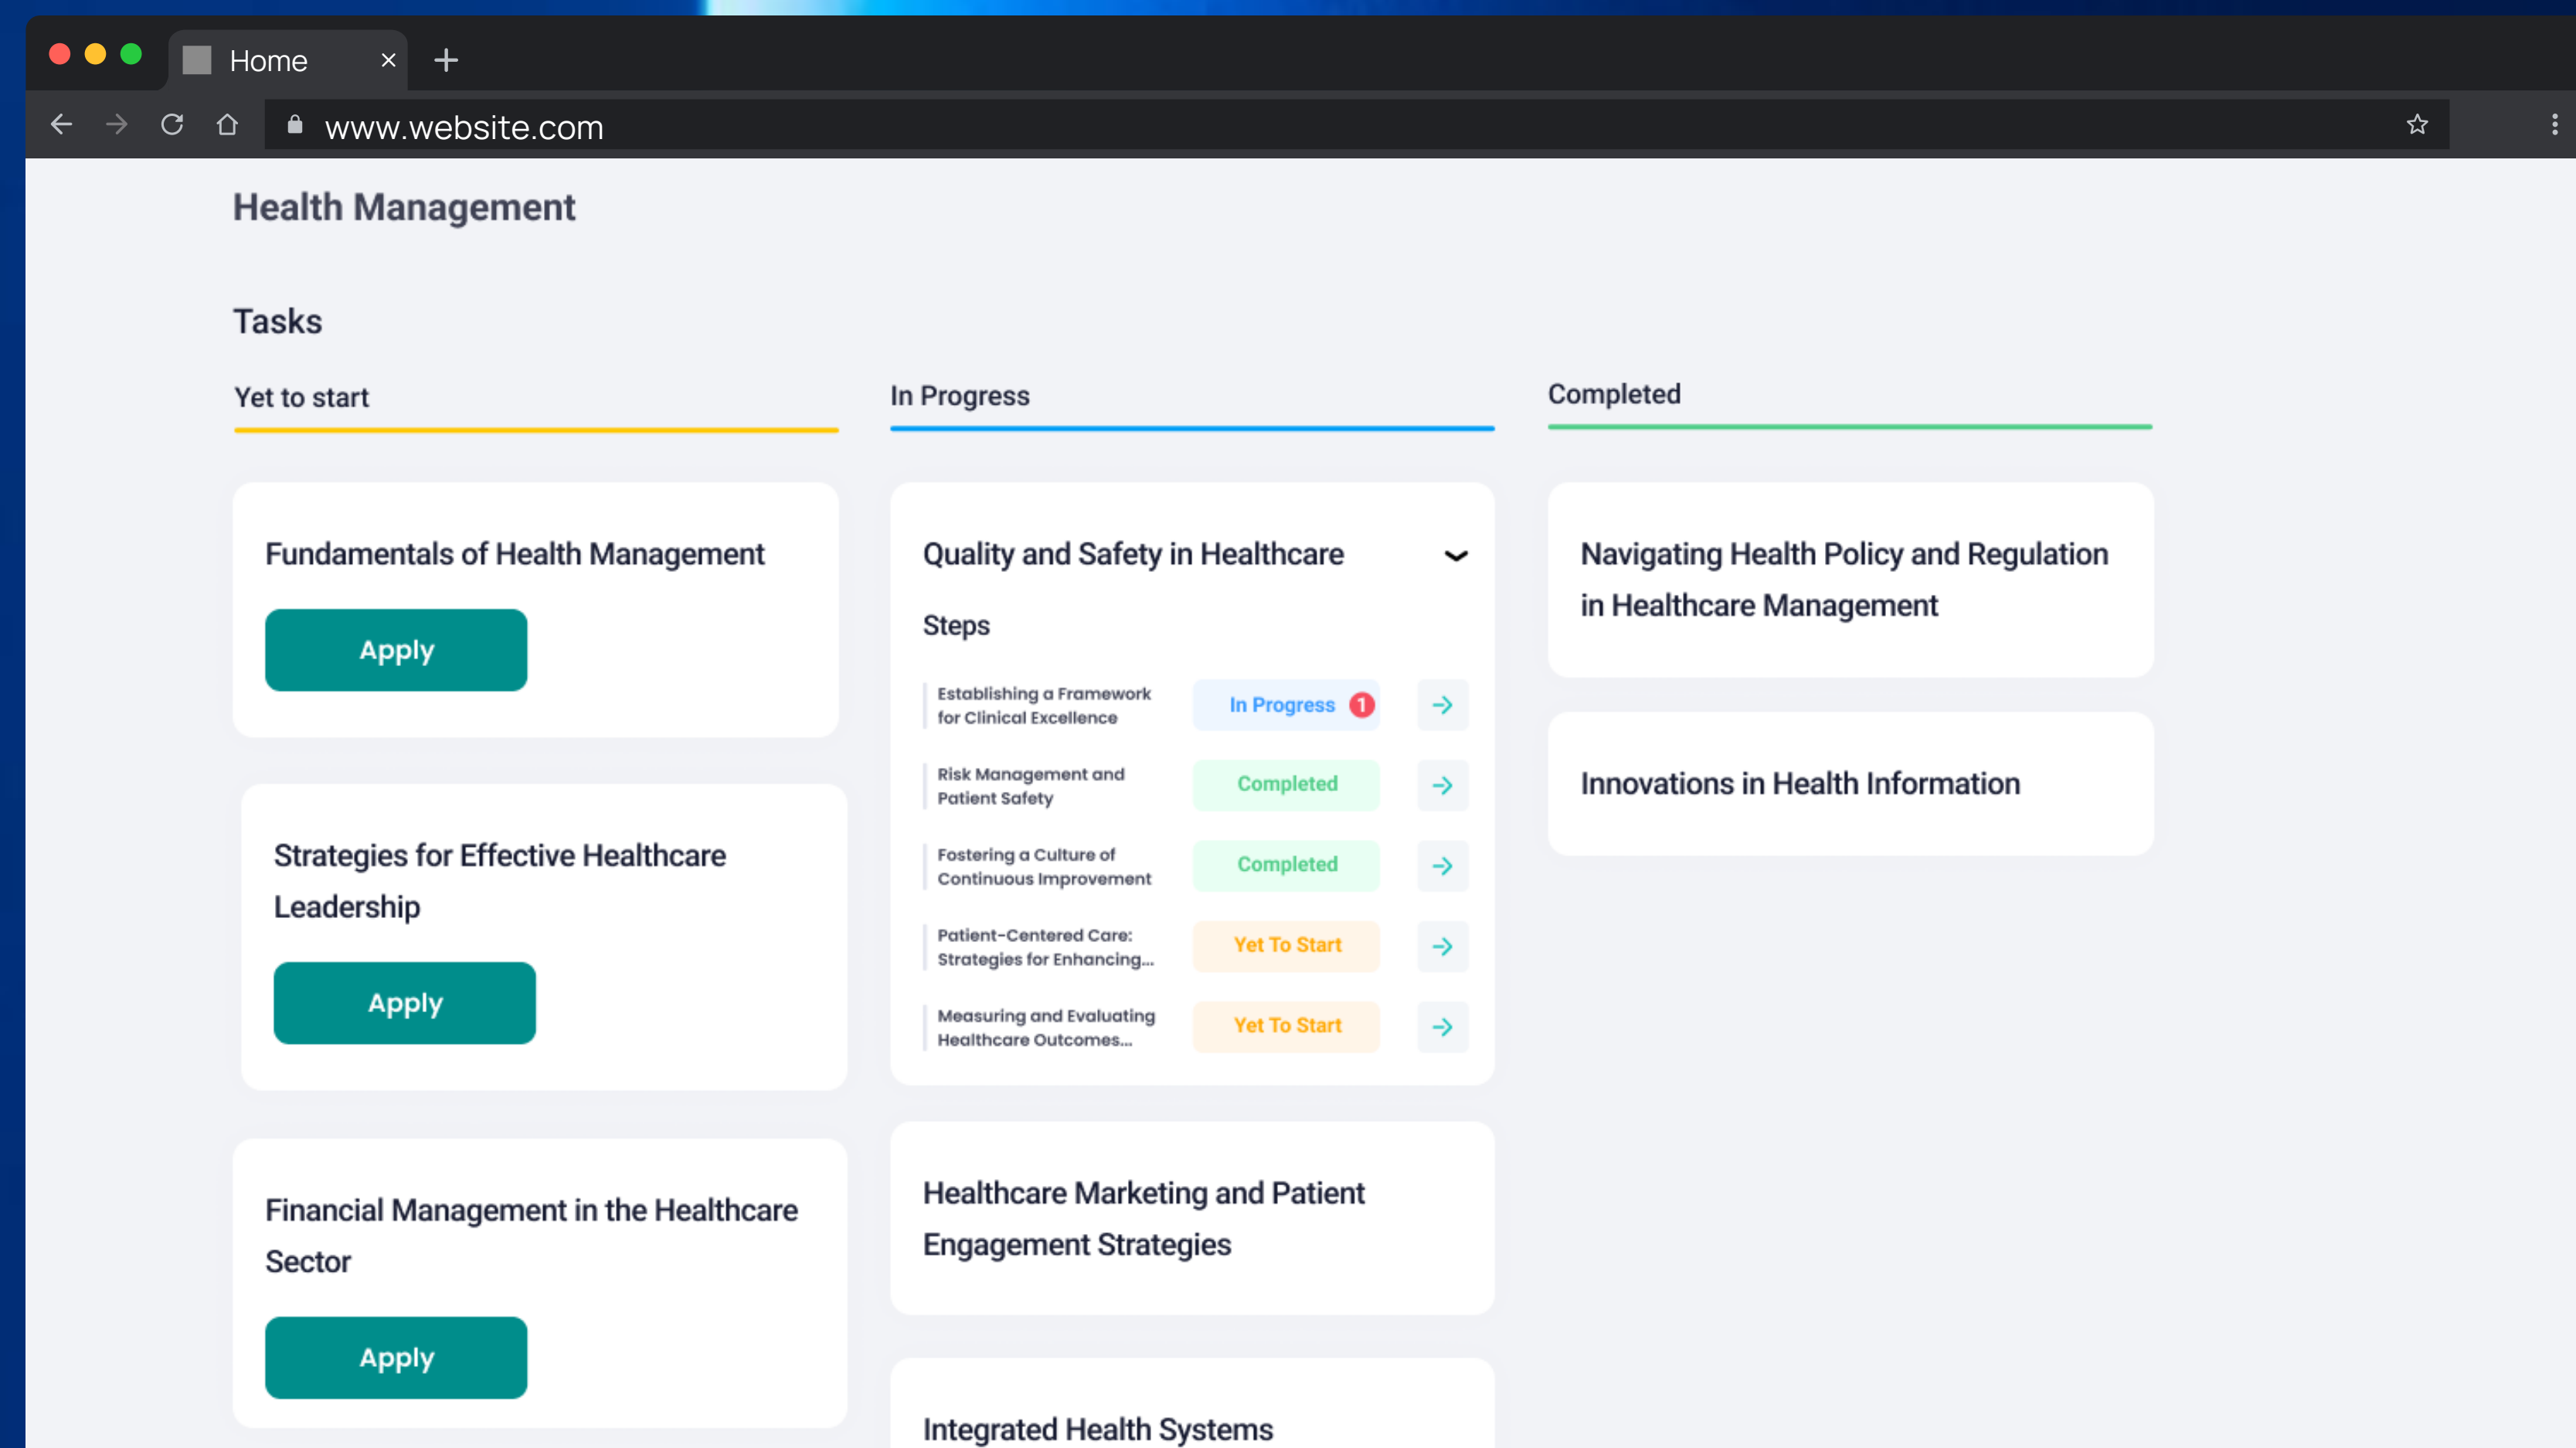 Home
www.website.com
Health Management
Tasks
Yet to start
Fundamentals of Health Management
Apply
Strategies for Effective Healthcare
Leadership
Apply
Financial Management in the Healthcare
Sector
Apply
In Progress
Quality and Safety in Healthcare
Steps
Establishing a Framework
for Clinical Excellence
In Progress 1
Risk Management and
Patient Safety
Completed
Fostering a Culture of
Continuous Improvement
Completed
Patient-Centered Care:
Strategies for Enhancing...
Yet To Start
Measuring and Evaluating
Healthcare Outcomes...
Yet To Start
Healthcare Marketing and Patient
Engagement Strategies
Integrated Health Systems
Completed
Navigating Health Policy and Regulation
in Healthcare Management
Innovations in Health Information